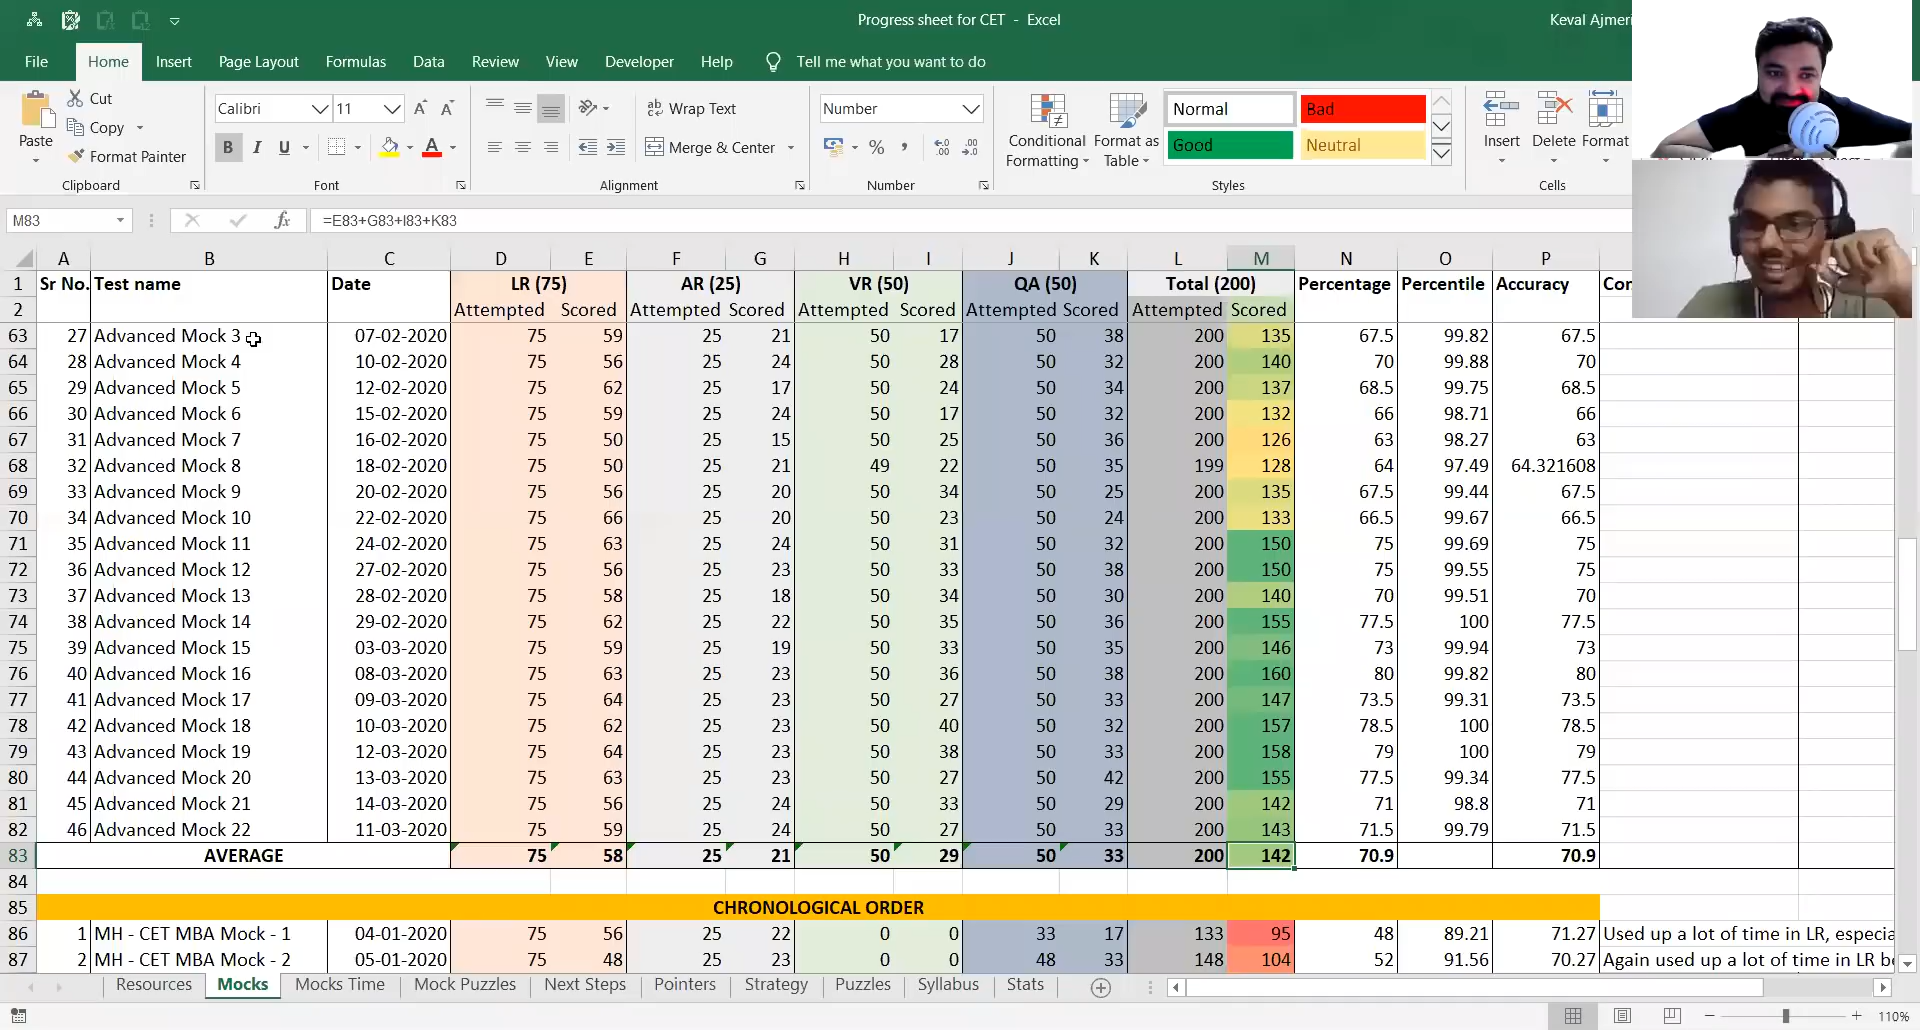 Progress sheet for CET - Excel
Keval Ajmeri
File Home Insert Page Layout Formulas Data Review View Developer Help Tell me what you want to do
Cut
Copy
Format Painter
Paste
Clipboard
Calibri 11
B I U
Font
Wrap Text
Merge & Center
Alignment
Number
Number
Conditional Formatting
Format as Table
Normal Bad
Good Neutral
Styles
Insert Delete Format
Cells
M83 fx =E83+G83+I83+K83
A B C D E F G H I J K L M N O P
1 Sr No. Test name Date LR (75) AR (25) VR (50) QA (50) Total (200) Percentage Percentile Accuracy
2 Attempted Scored Attempted Scored Attempted Scored Attempted Scored Attempted Scored
63 27 Advanced Mock 3 07-02-2020 75 59 25 21 50 17 50 38 200 135 67.5 99.82 67.5
64 28 Advanced Mock 4 10-02-2020 75 56 25 24 50 28 50 32 200 140 70 99.88 70
65 29 Advanced Mock 5 12-02-2020 75 62 25 17 50 24 50 34 200 137 68.5 99.75 68.5
66 30 Advanced Mock 6 15-02-2020 75 59 25 24 50 17 50 32 200 132 66 98.71 66
67 31 Advanced Mock 7 16-02-2020 75 50 25 15 50 25 50 36 200 126 63 98.27 63
68 32 Advanced Mock 8 18-02-2020 75 50 25 21 49 22 50 35 199 128 64 97.49 64.321608
69 33 Advanced Mock 9 20-02-2020 75 56 25 20 50 34 50 25 200 135 67.5 99.44 67.5
70 34 Advanced Mock 10 22-02-2020 75 66 25 20 50 23 50 24 200 133 66.5 99.67 66.5
71 35 Advanced Mock 11 24-02-2020 75 63 25 24 50 31 50 32 200 150 75 99.69 75
72 36 Advanced Mock 12 27-02-2020 75 56 25 23 50 33 50 38 200 150 75 99.55 75
73 37 Advanced Mock 13 28-02-2020 75 58 25 18 50 34 50 30 200 140 70 99.51 70
74 38 Advanced Mock 14 29-02-2020 75 62 25 22 50 35 50 36 200 155 77.5 100 77.5
75 39 Advanced Mock 15 03-03-2020 75 59 25 19 50 33 50 35 200 146 73 99.94 73
76 40 Advanced Mock 16 08-03-2020 75 63 25 23 50 36 50 38 200 160 80 99.82 80
77 41 Advanced Mock 17 09-03-2020 75 64 25 23 50 27 50 33 200 147 73.5 99.31 73.5
78 42 Advanced Mock 18 10-03-2020 75 62 25 23 50 40 50 32 200 157 78.5 100 78.5
79 43 Advanced Mock 19 12-03-2020 75 64 25 23 50 38 50 33 200 158 79 100 79
80 44 Advanced Mock 20 13-03-2020 75 63 25 23 50 27 50 42 200 155 77.5 99.34 77.5
81 45 Advanced Mock 21 14-03-2020 75 56 25 24 50 33 50 29 200 142 71 98.8 71
82 46 Advanced Mock 22 11-03-2020 75 59 25 24 50 27 50 33 200 143 71.5 99.79 71.5
83 AVERAGE 75 58 25 21 50 29 50 33 200 142 70.9 70.9
84
85 CHRONOLOGICAL ORDER
86 1 MH - CET MBA Mock - 1 04-01-2020 75 56 25 22 0 0 33 17 133 95 48 89.21 71.27 Used up a lot of time in LR, especia
87 2 MH - CET MBA Mock - 2 05-01-2020 75 48 25 23 0 0 48 33 148 104 52 91.56 70.27 Again used up a lot of time in LR be
Resources Mocks Mocks Time Mock Puzzles Next Steps Pointers Strategy Puzzles Syllabus Stats
110%